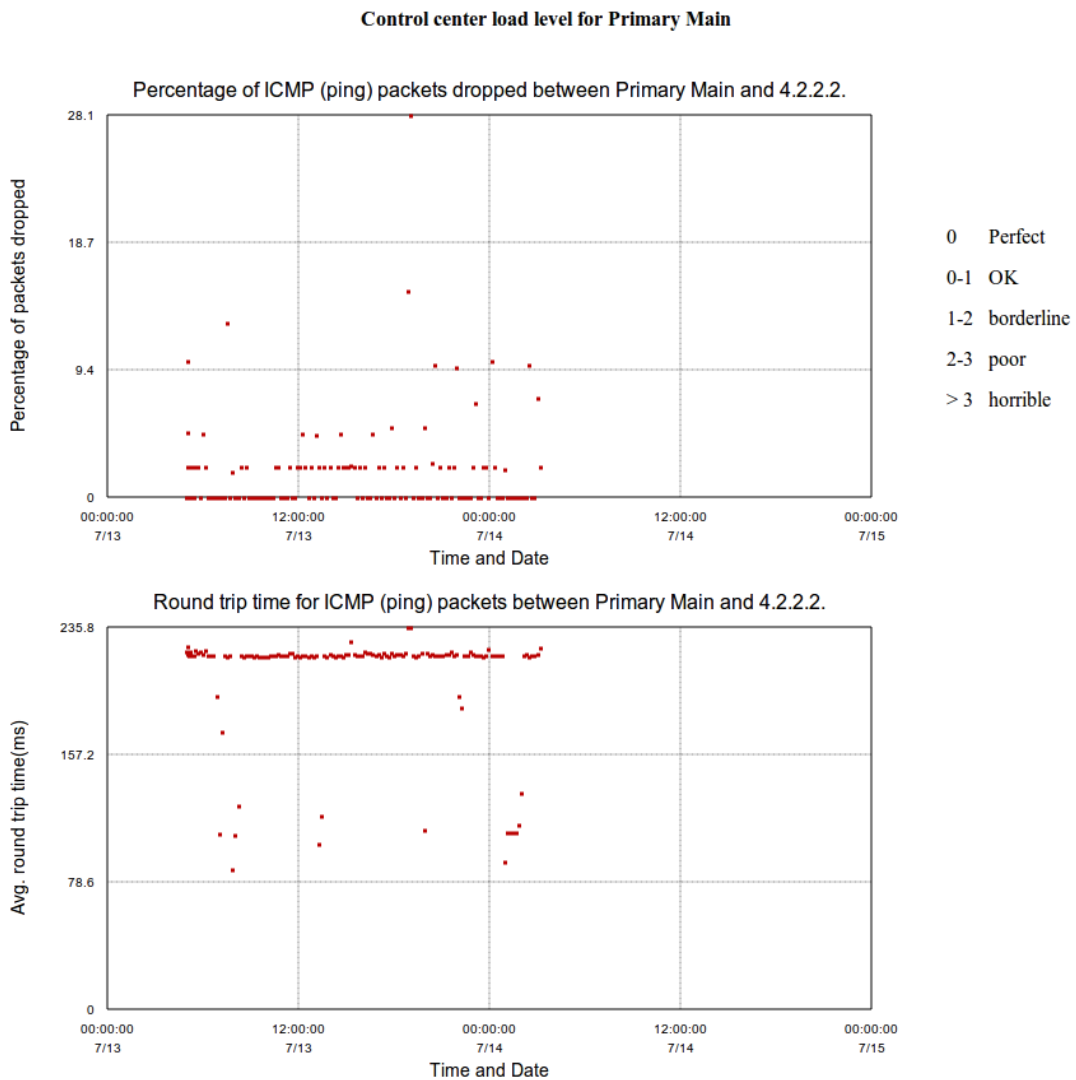 Control center load level for Primary Main
Percentage of ICMP (ping) packets dropped between Primary Main and 4.2.2.2.
Percentage of packets dropped
28.1
18.7
9.4
0
00:00:00 12:00:00 00:00:00 12:00:00 00:00:00
7/13 7/13 7/14 7/14 7/15
Time and Date
0 Perfect
0-1 OK
1-2 borderline
2-3 poor
> 3 horrible
Round trip time for ICMP (ping) packets between Primary Main and 4.2.2.2.
Avg. round trip time(ms)
235.8
157.2
78.6
0
00:00:00 12:00:00 00:00:00 12:00:00 00:00:00
7/13 7/13 7/14 7/14 7/15
Time and Date